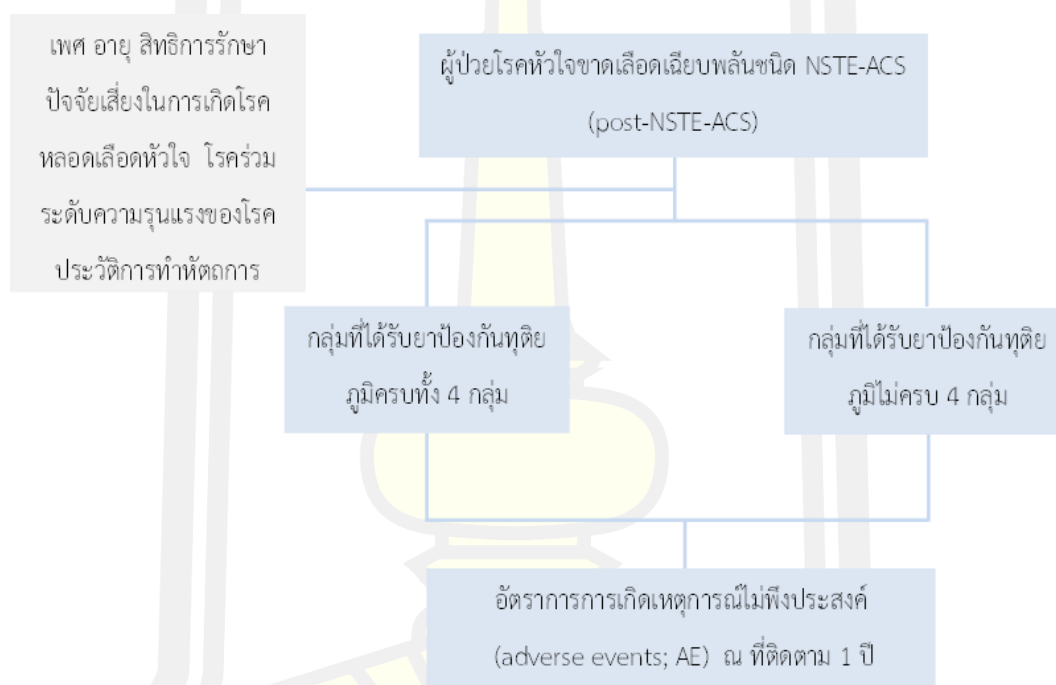 เพศ อายุ สิทธิการรักษา
ปัจจัยเสี่ยงในการเกิดโรค
หลอดเลือดหัวใจ โรคร่วม
ระดับความรุนแรงของโรค
ประวัติการทำหัตถการ
ผู้ป่วยโรคหัวใจขาดเลือดเฉียบพลันชนิด NSTE-ACS
(post-NSTE-ACS)
กลุ่มที่ได้รับยาป้องกันทุติย
ภูมิครบทั้ง 4 กลุ่ม
กลุ่มที่ได้รับยาป้องกันทุติย
ภูมิไม่ครบ 4 กลุ่ม
อัตราการการเกิดเหตุการณ์ไม่พึงประสงค์
(adverse events; AE) ณ ที่ติดตาม 1 ปี